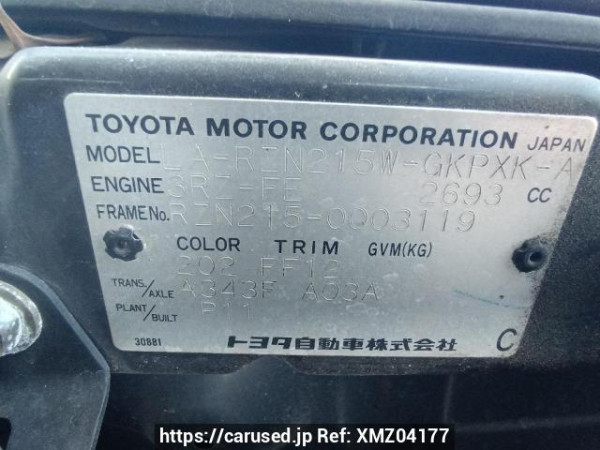 TOYOTA MOTOR CORPORATION JAPAN
MODEL LA-RZN215W-GKPXK-A
ENGINE 3RZ-FE 2693 CC
FRAME No. RZN215-0003119
COLOR TRIM GVM(KG)
202 FF12
TRANS./AXLE A343F A03A
PLANT/BUILT P11
30881 トヨタ自動車株式会社 C
https://carused.jp Ref: XMZ04177